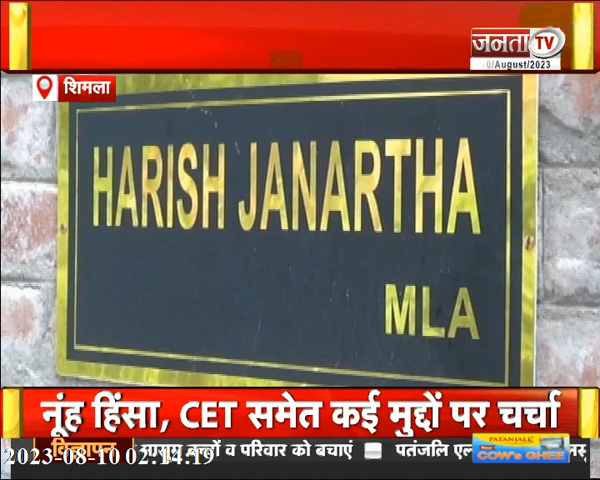 जनता TV
0/August/2023
शिमला
HARISH JANARTHA
MLA
नूंह हिंसा, CET समेत कई मुद्दों पर चर्चा
विज्ञापन
बच्चों व परिवार को बचाएं
पतंजलि
PATANJALI
COW's GHEE
2023-08-10 02:14:19